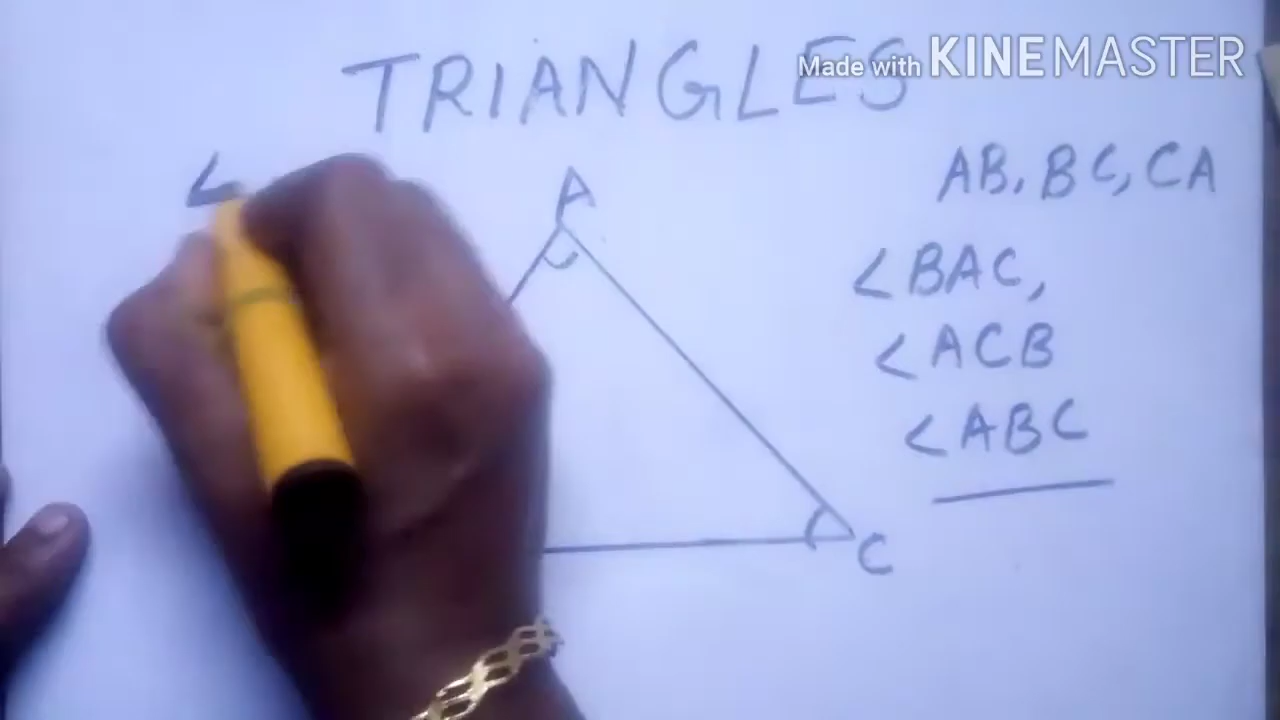 TRIANGLES
Made with KINEMASTER
AB, BC, CA
<
A
<BAC,
<ACB
<ABC
C